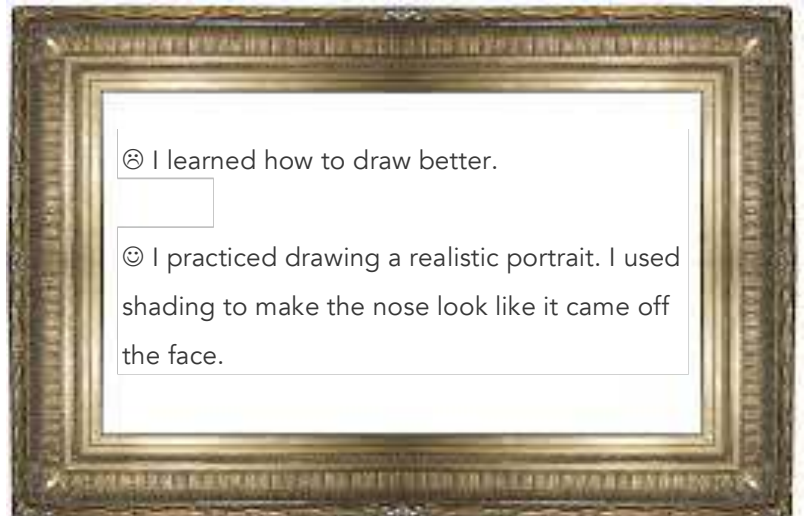 ☹ I learned how to draw better.
☺ I practiced drawing a realistic portrait. I used
shading to make the nose look like it came off
the face.